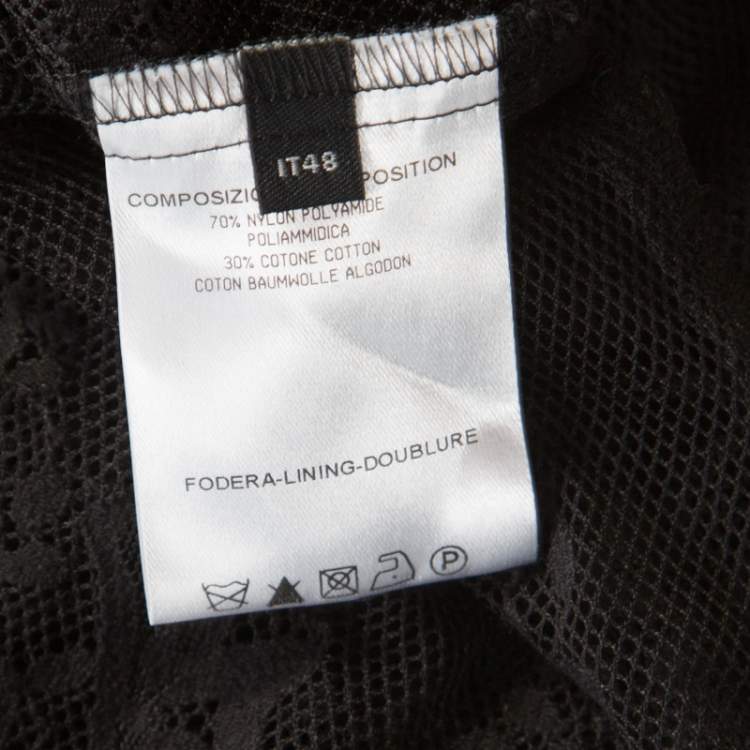 IT48
COMPOSIZIO POSITION
70% NYLON POLYAMIDE
POLIAMMIDICA
30% COTONE COTTON
COTON BAUMWOLLE ALGODON
FODERA-LINING-DOUBLURE
P